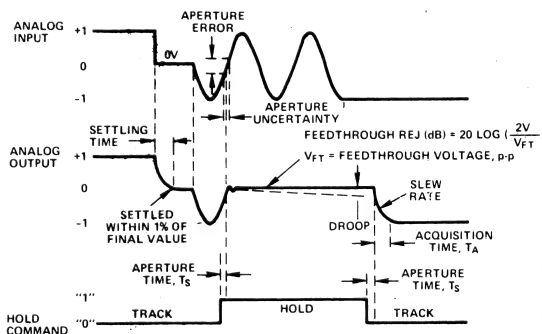 ANALOG
INPUT
+1
0
-1
0V
APERTURE
ERROR
APERTURE
UNCERTAINTY
SETTLING
TIME
FEEDTHROUGH REJ (dB) = 20 LOG (2V/VFT
VFT = FEEDTHROUGH VOLTAGE, p-p
ANALOG
OUTPUT
+1
0
-1
SETTLED
WITHIN 1% OF
FINAL VALUE
DROOP
SLEW
RATE
ACQUISITION
TIME, TA
APERTURE
TIME, TS
APERTURE
TIME, TS
HOLD
COMMAND
"1"
"0"
TRACK
HOLD
TRACK